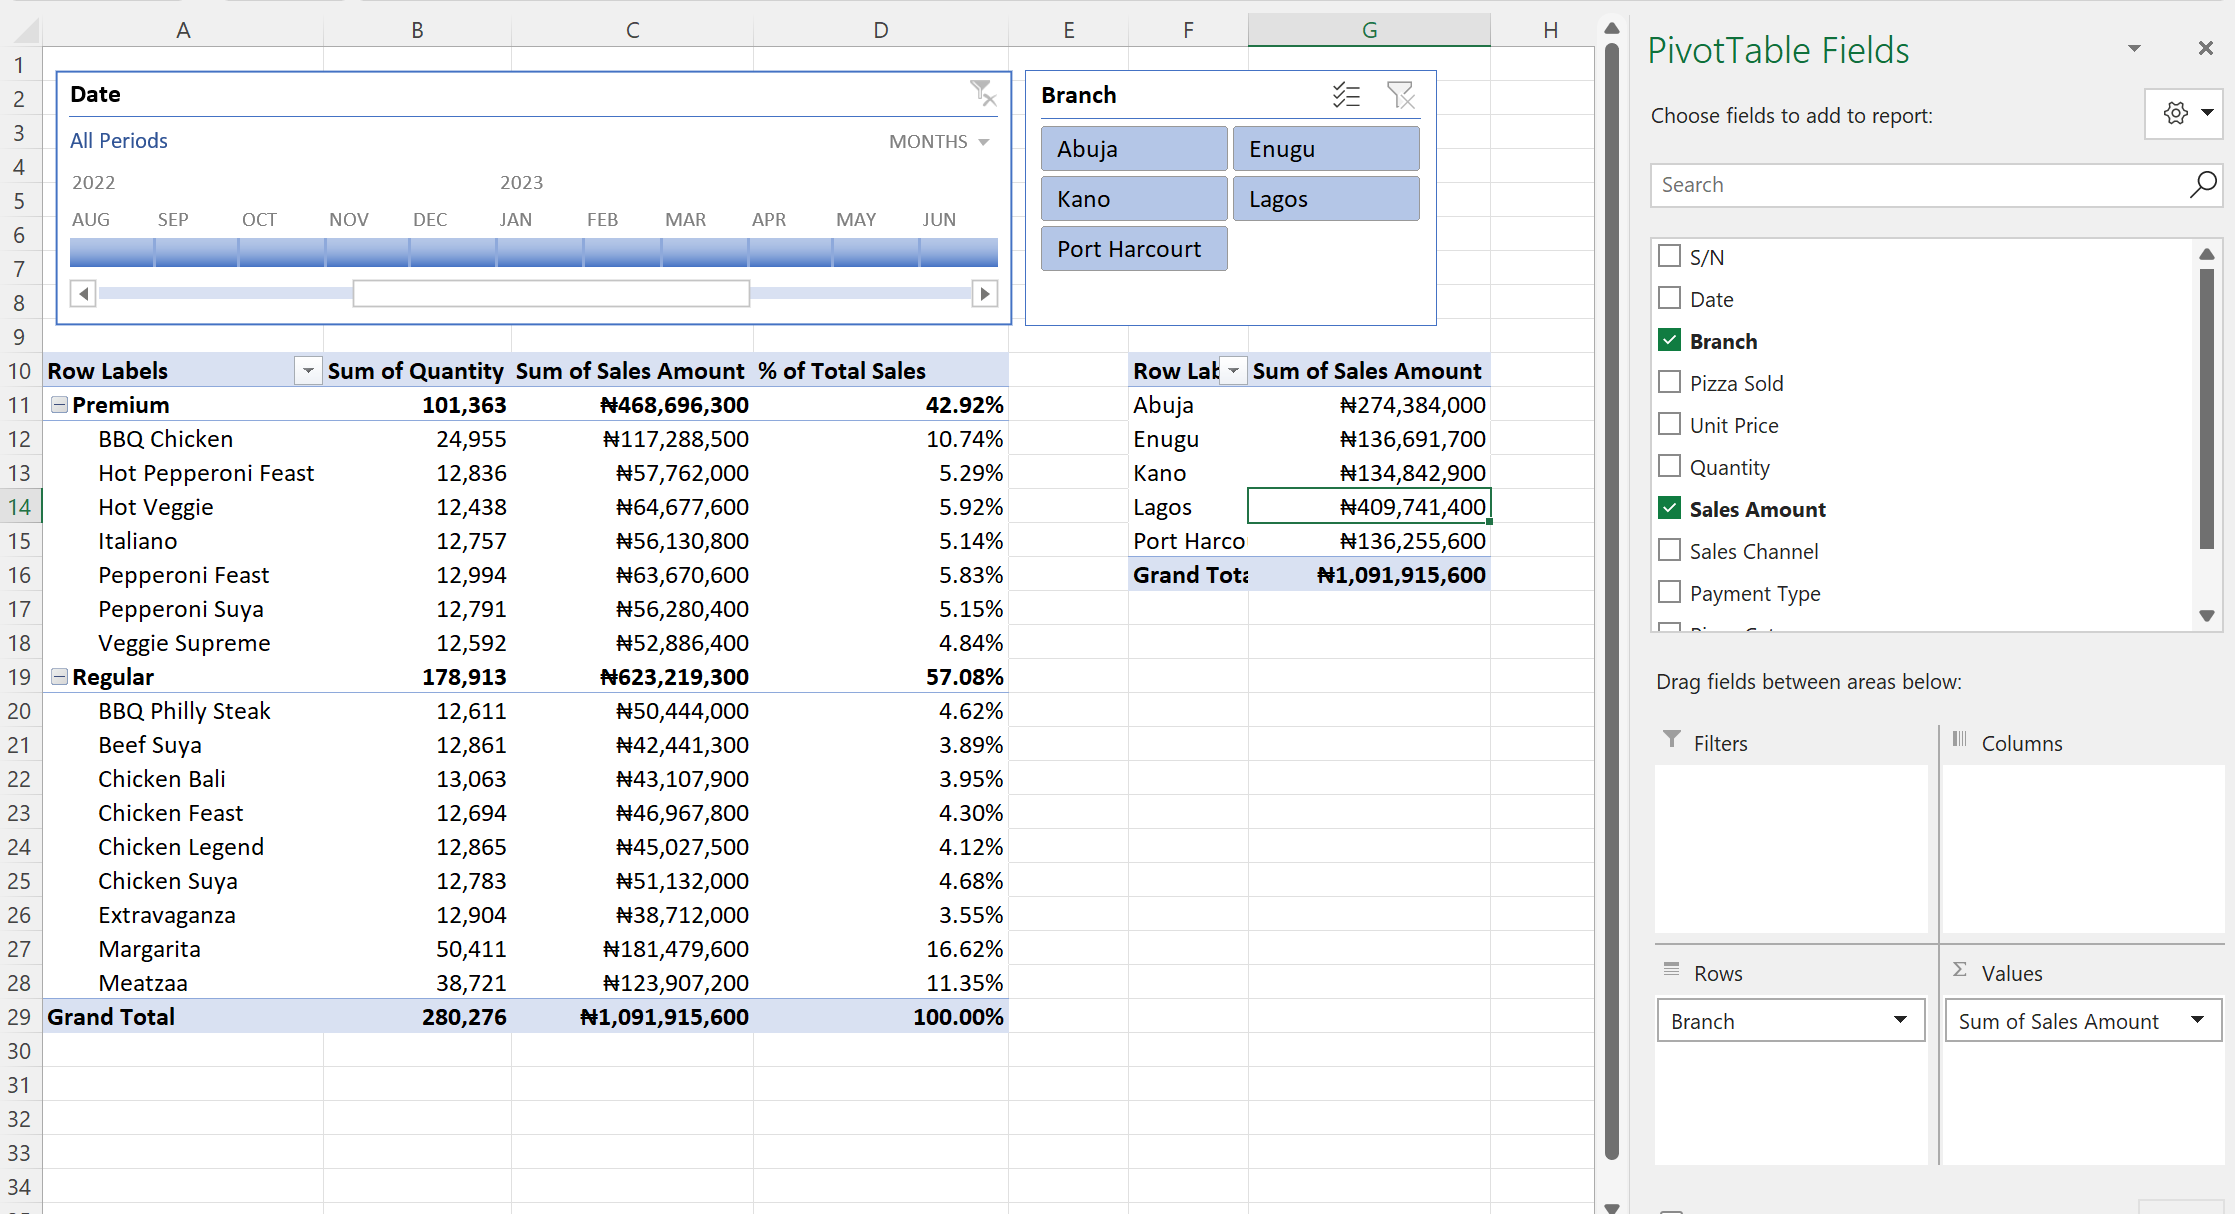 A B C D E F G H
1
2
3
4
5
6
7
8
9
Date
All Periods
MONTHS
2022 2023
AUG SEP OCT NOV DEC JAN FEB MAR APR MAY JUN
Branch
Abuja Enugu
Kano Lagos
Port Harcourt
10 Row Labels Sum of Quantity Sum of Sales Amount % of Total Sales Row Lab Sum of Sales Amount
11 Premium 101,363 ₦468,696,300 42.92% Abuja ₦274,384,000
12 BBQ Chicken 24,955 ₦117,288,500 10.74% Enugu ₦136,691,700
13 Hot Pepperoni Feast 12,836 ₦57,762,000 5.29% Kano ₦134,842,900
14 Hot Veggie 12,438 ₦64,677,600 5.92% Lagos ₦409,741,400
15 Italiano 12,757 ₦56,130,800 5.14% Port Harco ₦136,255,600
16 Pepperoni Feast 12,994 ₦63,670,600 5.83% Grand Tota ₦1,091,915,600
17 Pepperoni Suya 12,791 ₦56,280,400 5.15%
18 Veggie Supreme 12,592 ₦52,886,400 4.84%
19 Regular 178,913 ₦623,219,300 57.08%
20 BBQ Philly Steak 12,611 ₦50,444,000 4.62%
21 Beef Suya 12,861 ₦42,441,300 3.89%
22 Chicken Bali 13,063 ₦43,107,900 3.95%
23 Chicken Feast 12,694 ₦46,967,800 4.30%
24 Chicken Legend 12,865 ₦45,027,500 4.12%
25 Chicken Suya 12,783 ₦51,132,000 4.68%
26 Extravaganza 12,904 ₦38,712,000 3.55%
27 Margarita 50,411 ₦181,479,600 16.62%
28 Meatzaa 38,721 ₦123,907,200 11.35%
29 Grand Total 280,276 ₦1,091,915,600 100.00%
30
31
32
33
34
PivotTable Fields
Choose fields to add to report:
Search
S/N
Date
Branch
Pizza Sold
Unit Price
Quantity
Sales Amount
Sales Channel
Payment Type
Drag fields between areas below:
Filters
Columns
Rows
Σ Values
Branch
Sum of Sales Amount